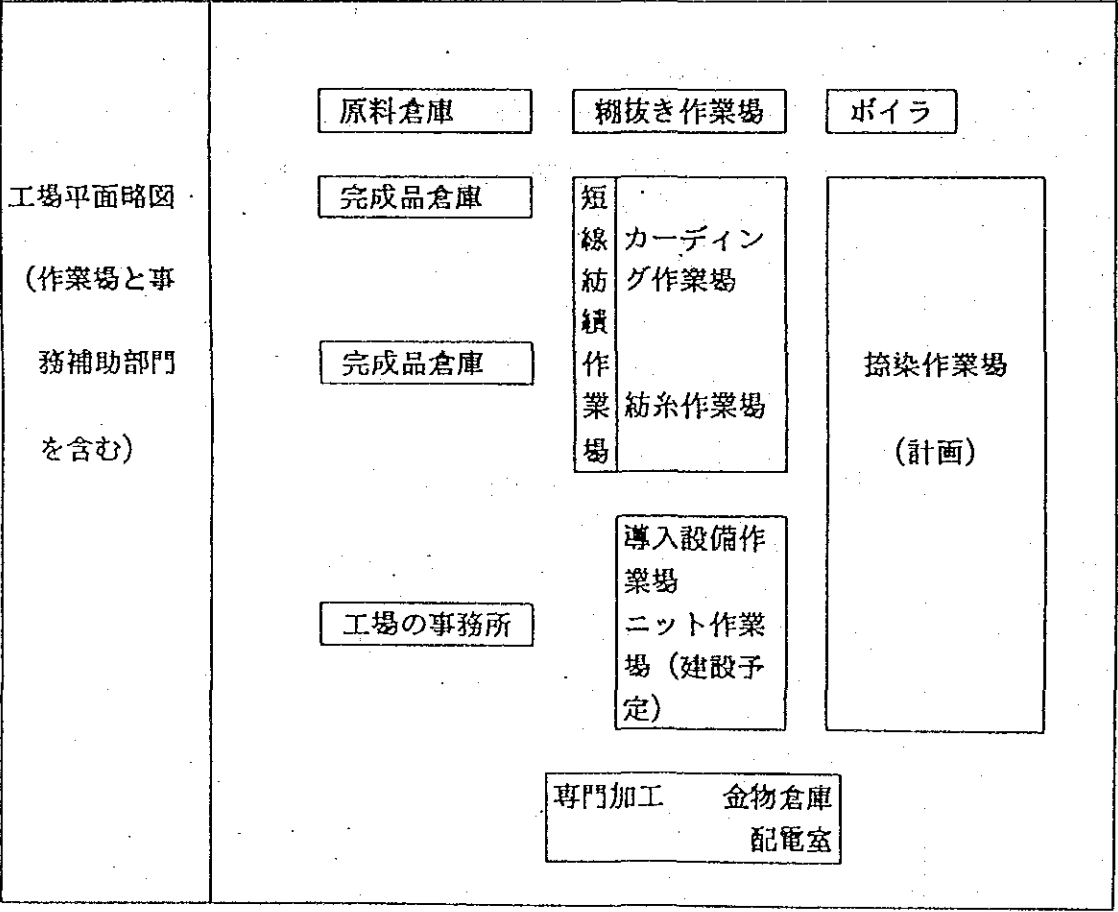 工場平面略図
(作業場と事
務補助部門
を含む)
原料倉庫
糊抜き作業場
ボイラ
完成品倉庫
完成品倉庫
工場の事務所
短線紡績作業場
カーディン
グ作業場
紡糸作業場
導入設備作
業場
ニット作業
場(建設予
定)
捺染作業場
(計画)
専門加工 金物倉庫
配電室